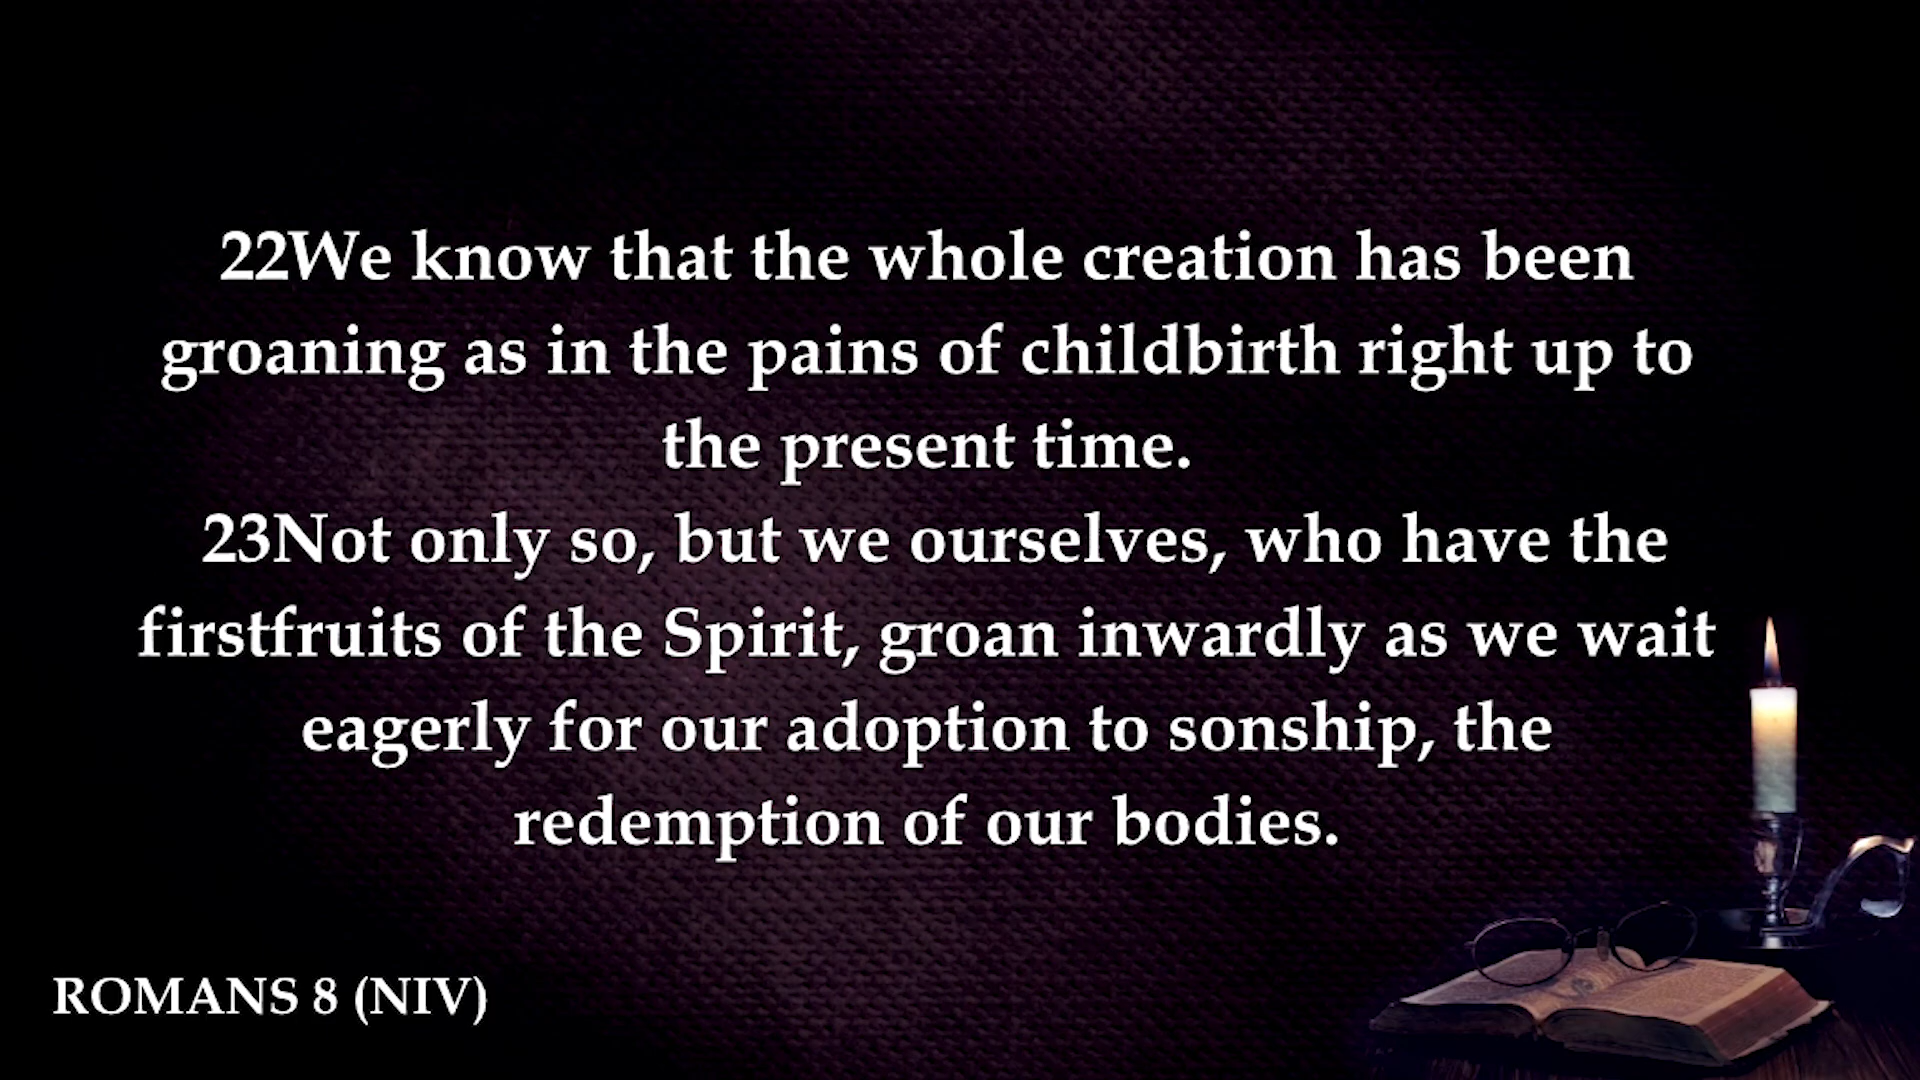 22We know that the whole creation has been
groaning as in the pains of childbirth right up to
the present time.
23Not only so, but we ourselves, who have the
firstfruits of the Spirit, groan inwardly as we wait
eagerly for our adoption to sonship, the
redemption of our bodies.
ROMANS 8 (NIV)